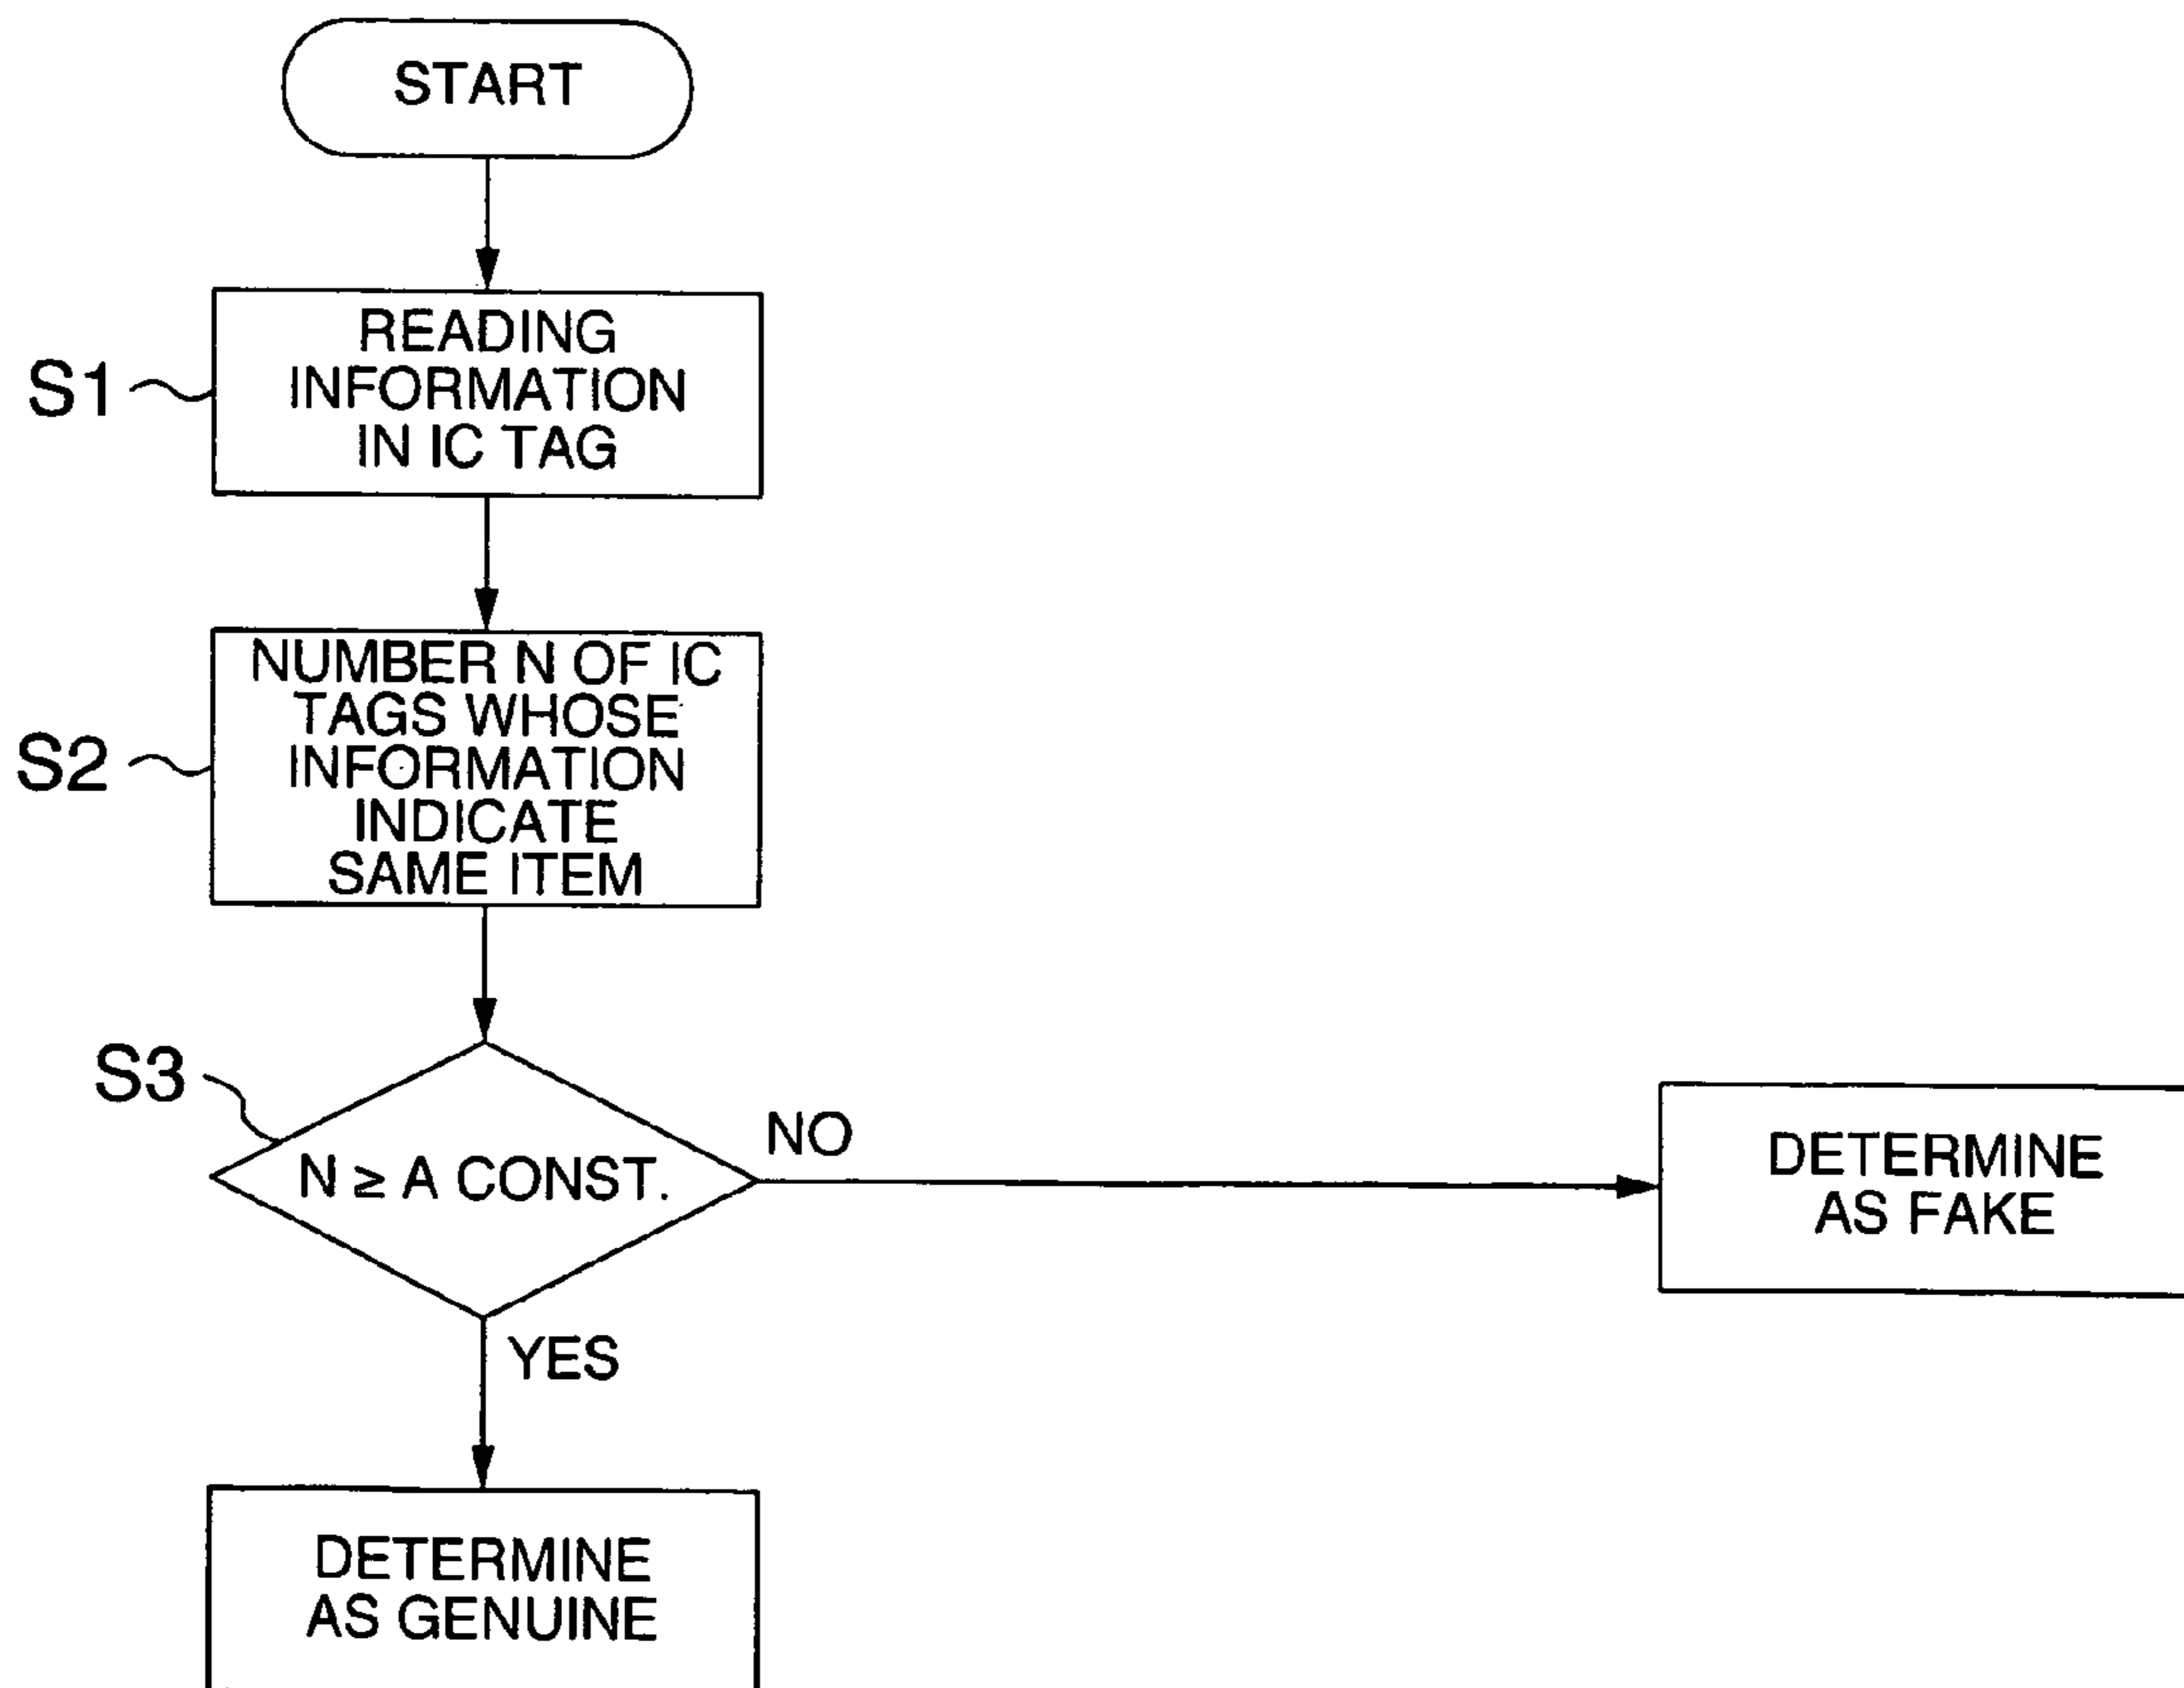 START
S1
READING
INFORMATION
IN IC TAG
S2
NUMBER N OF IC
TAGS WHOSE
INFORMATION
INDICATE
SAME ITEM
S3
N ≥ A CONST.
NO
DETERMINE
AS FAKE
YES
DETERMINE
AS GENUINE